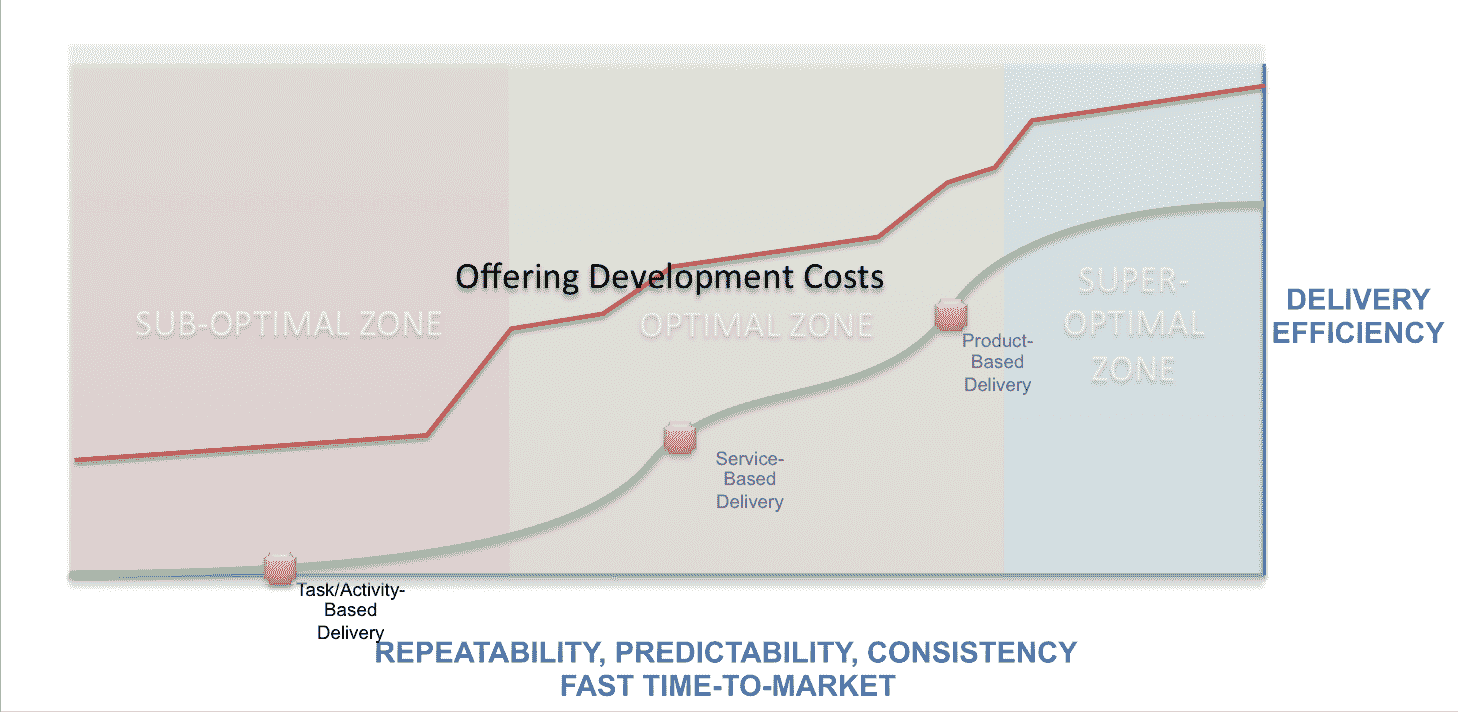 Offering Development Costs
SUB-OPTIMAL ZONE
OPTIMAL ZONE
SUPER-
OPTIMAL
ZONE
DELIVERY
EFFICIENCY
Product-
Based
Delivery
Service-
Based
Delivery
Task/Activity-
Based
Delivery
REPEATABILITY, PREDICTABILITY, CONSISTENCY
FAST TIME-TO-MARKET